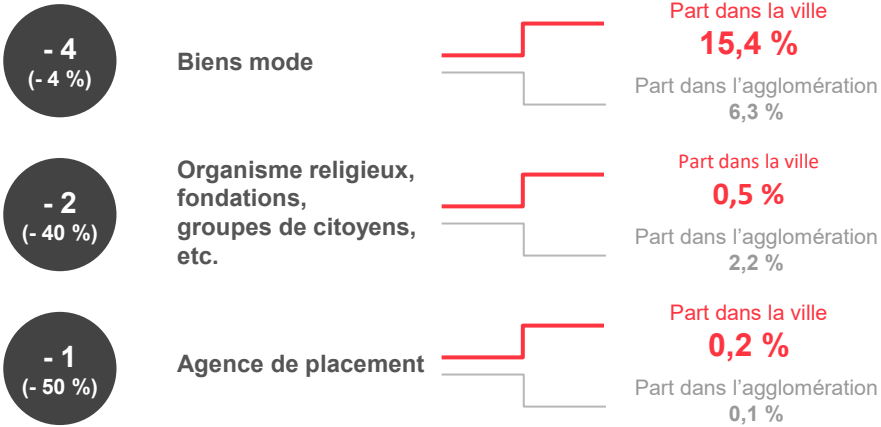 - 4
(- 4 %)
Biens mode
Part dans la ville
15,4 %
Part dans l'agglomération
6,3 %
- 2
(- 40 %)
Organisme religieux,
fondations,
groupes de citoyens,
etc.
Part dans la ville
0,5 %
Part dans l'agglomération
2,2 %
- 1
(- 50 %)
Agence de placement
Part dans la ville
0,2 %
Part dans l'agglomération
0,1 %